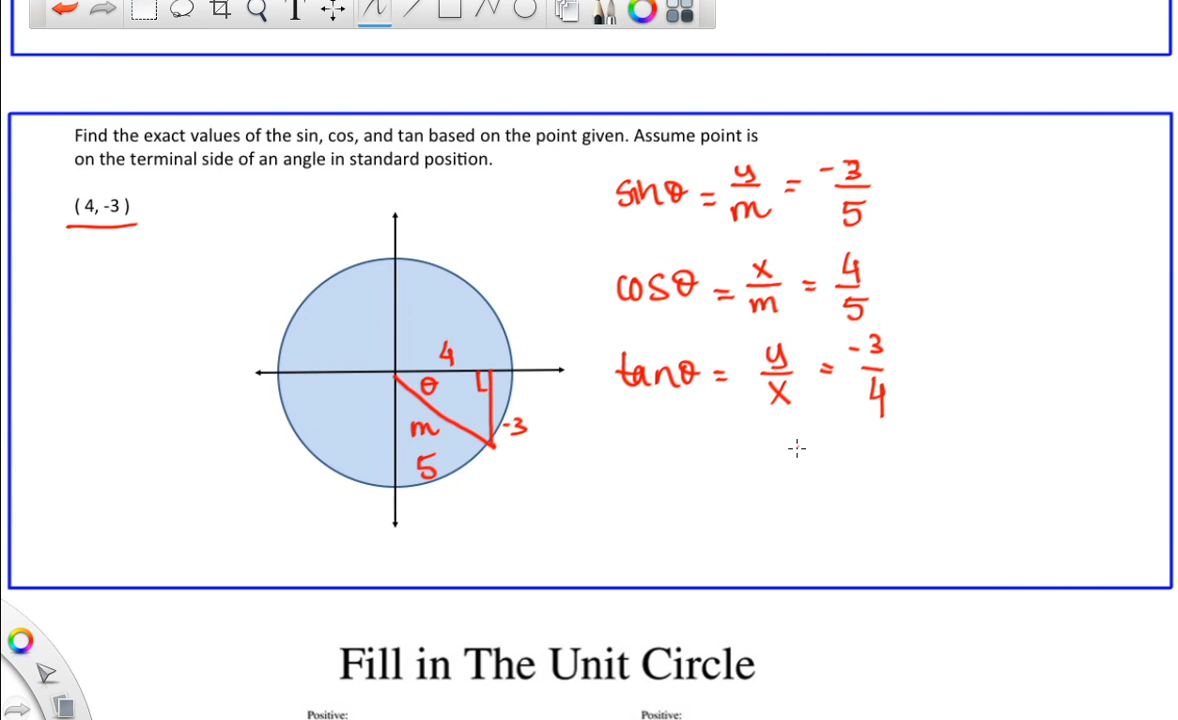 T
Find the exact values of the sin, cos, and tan based on the point given. Assume point is
on the terminal side of an angle in standard position.
( 4, -3 )
sinθ = y/m = -3/5
cosθ = x/m = 4/5
tanθ = y/x = -3/4
4
θ
m
-3
5
Fill in The Unit Circle
Positive: Positive: